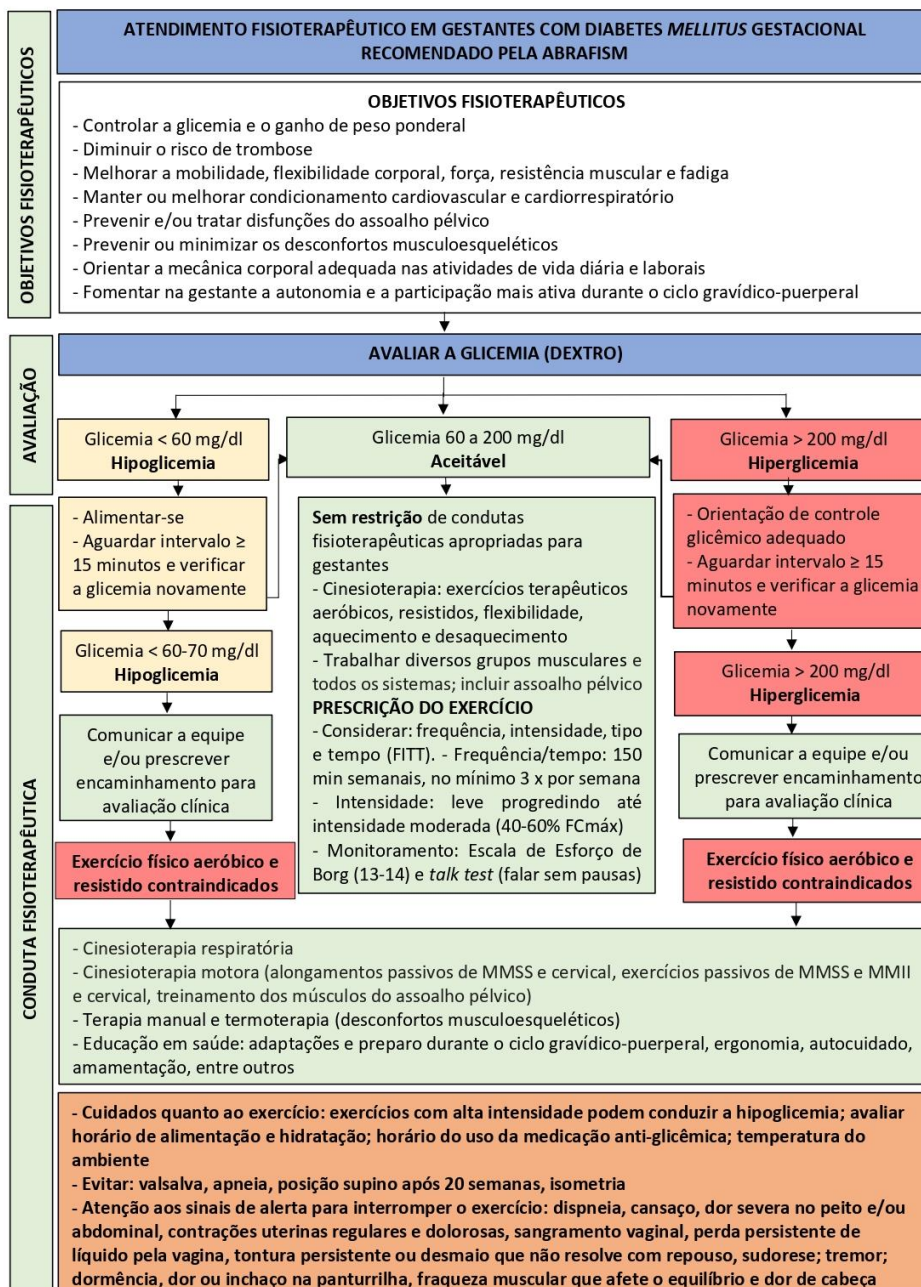 OBJETIVOS FISIOTERAPÊUTICOS
ATENDIMENTO FISIOTERAPÊUTICO EM GESTANTES COM DIABETES MELLITUS GESTACIONAL
RECOMENDADO PELA ABRAFISM
OBJETIVOS FISIOTERAPÊUTICOS
- Controlar a glicemia e o ganho de peso ponderal
- Diminuir o risco de trombose
- Melhorar a mobilidade, flexibilidade corporal, força, resistência muscular e fadiga
- Manter ou melhorar condicionamento cardiovascular e cardiorrespiratório
- Prevenir e/ou tratar disfunções do assoalho pélvico
- Prevenir ou minimizar os desconfortos musculoesqueléticos
- Orientar a mecânica corporal adequada nas atividades de vida diária e laborais
- Fomentar na gestante a autonomia e a participação mais ativa durante o ciclo gravídico-puerperal
AVALIAÇÃO
AVALIAR A GLICEMIA (DEXTRO)
Glicemia < 60 mg/dl
Hipoglicemia
Glicemia 60 a 200 mg/dl
Aceitável
Glicemia > 200 mg/dl
Hiperglicemia
CONDUTA FISIOTERAPÊUTICA
- Alimentar-se
- Aguardar intervalo ≥
15 minutos e verificar
a glicemia novamente
Glicemia < 60-70 mg/dl
Hipoglicemia
Comunicar a equipe
e/ou prescrever
encaminhamento para
avaliação clínica
Exercício físico aeróbico e
resistido contraindicados
Sem restrição de condutas
fisioterapêuticas apropriadas para
gestantes
- Cinesioterapia: exercícios terapêuticos
aeróbicos, resistidos, flexibilidade,
aquecimento e desaquecimento
- Trabalhar diversos grupos musculares e
todos os sistemas; incluir assoalho pélvico
PRESCRIÇÃO DO EXERCÍCIO
- Considerar: frequência, intensidade, tipo
e tempo (FITT). - Frequência/tempo: 150
min semanais, no mínimo 3 x por semana
- Intensidade: leve progredindo até
intensidade moderada (40-60% FCmáx)
- Monitoramento: Escala de Esforço de
Borg (13-14) e talk test (falar sem pausas)
- Orientação de controle
glicêmico adequado
- Aguardar intervalo ≥ 15
minutos e verificar a glicemia
novamente
Glicemia > 200 mg/dl
Hiperglicemia
Comunicar a equipe e/ou
prescrever encaminhamento
para avaliação clínica
Exercício físico aeróbico e
resistido contraindicados
- Cinesioterapia respiratória
- Cinesioterapia motora (alongamentos passivos de MMSS e cervical, exercícios passivos de MMSS e MMII
e cervical, treinamento dos músculos do assoalho pélvico)
- Terapia manual e termoterapia (desconfortos musculoesqueléticos)
- Educação em saúde: adaptações e preparo durante o ciclo gravídico-puerperal, ergonomia, autocuidado,
amamentação, entre outros
- Cuidados quanto ao exercício: exercícios com alta intensidade podem conduzir a hipoglicemia; avaliar
horário de alimentação e hidratação; horário do uso da medicação anti-glicêmica; temperatura do
ambiente
- Evitar: valsalva, apneia, posição supino após 20 semanas, isometria
- Atenção aos sinais de alerta para interromper o exercício: dispneia, cansaço, dor severa no peito e/ou
abdominal, contrações uterinas regulares e dolorosas, sangramento vaginal, perda persistente de
líquido pela vagina, tontura persistente ou desmaio que não resolve com repouso, sudorese; tremor;
dormência, dor ou inchaço na panturrilha, fraqueza muscular que afete o equilíbrio e dor de cabeça